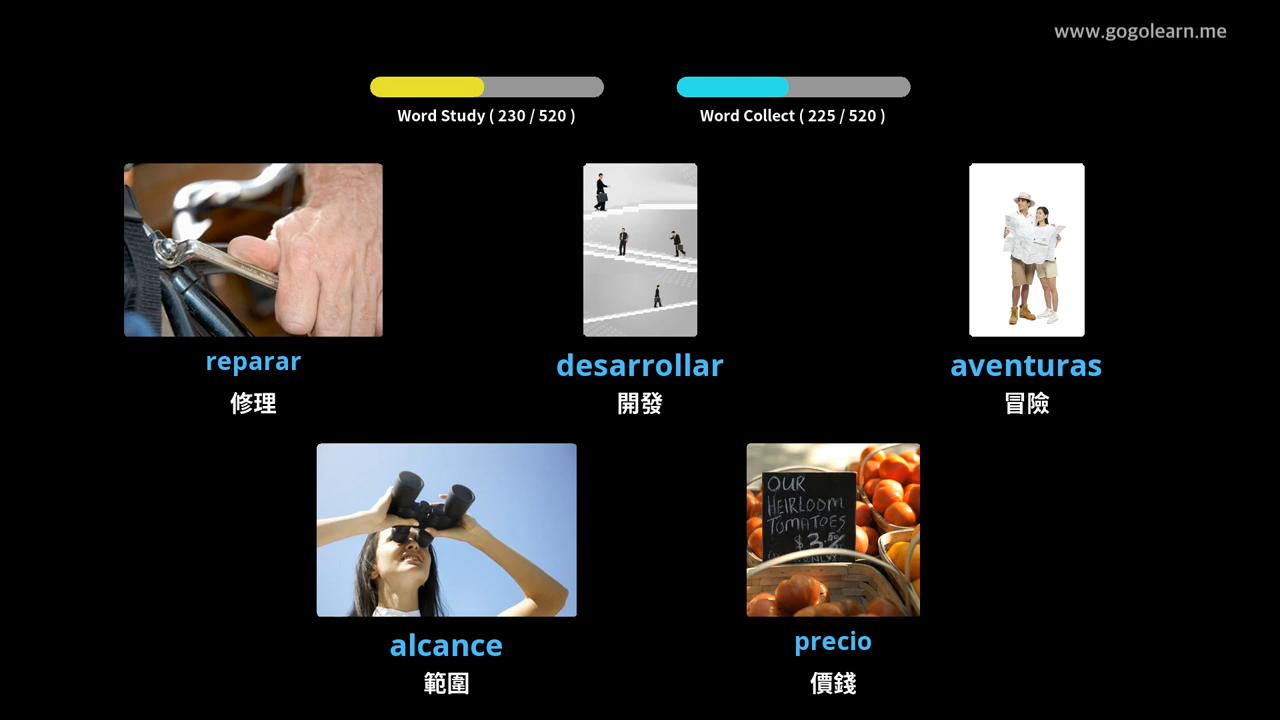 www.gogolearn.me
Word Study ( 230 / 520 )
Word Collect ( 225 / 520 )
reparar
修理
desarrollar
開發
aventuras
冒險
alcance
範圍
OUR
HEIRLOOM
TOMATOES
precio
價錢